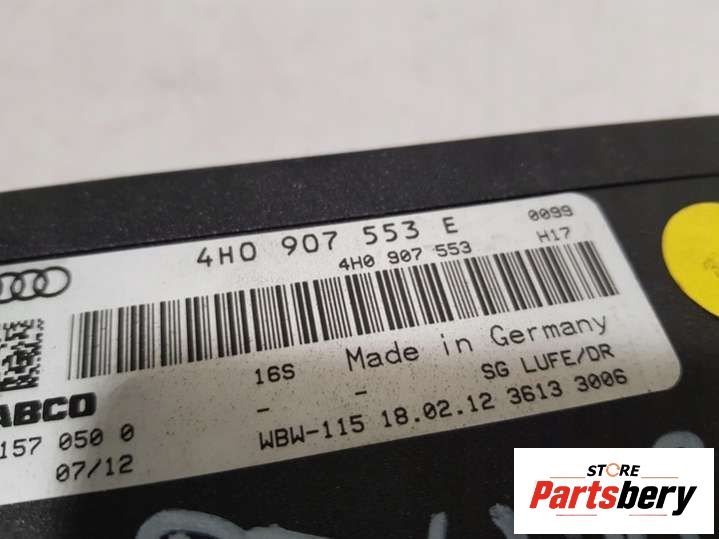 4H0 907 553 E 0099
4H0 907 553 H17
16S Made in Germany
- - SG LUFE/DR
ABCO
157 050 0 WBW-115 18.02.12 3613 3006
07/12
STORE
Partsbery